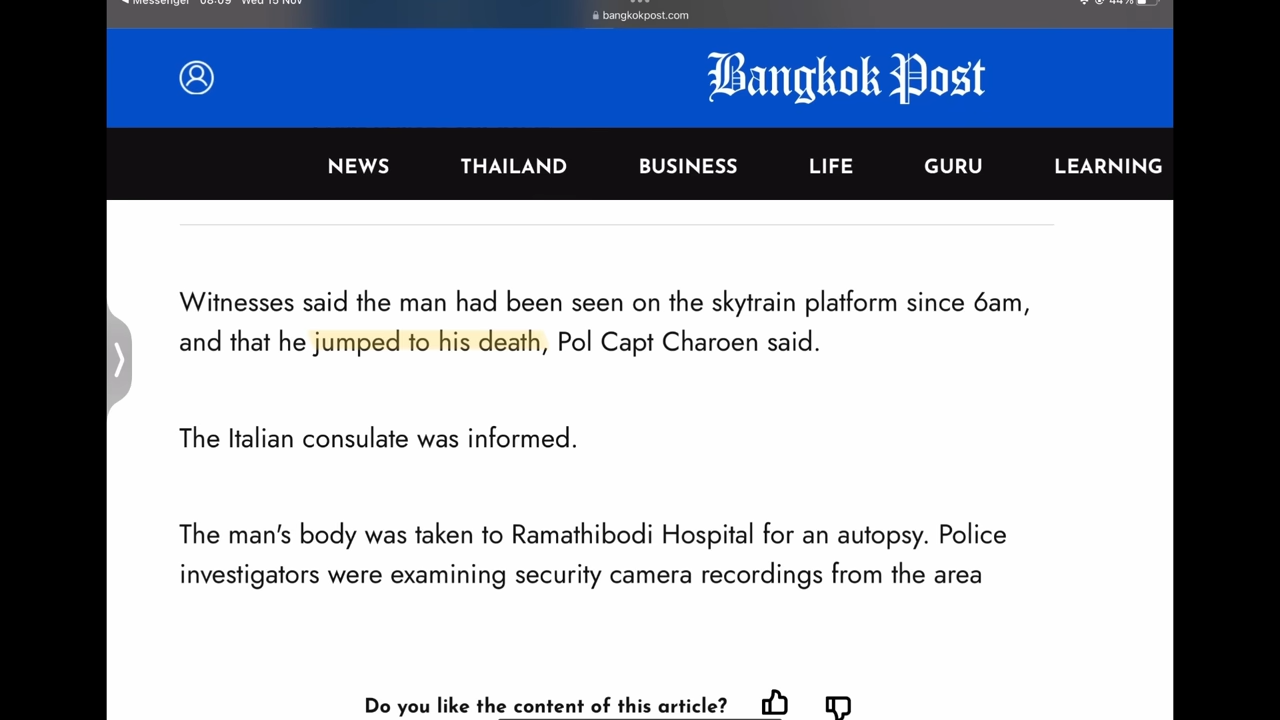 Messenger 08:09 Wed 15 Nov 44%
bangkokpost.com
Bangkok Post
NEWS THAILAND BUSINESS LIFE GURU LEARNING
Witnesses said the man had been seen on the skytrain platform since 6am,
and that he jumped to his death, Pol Capt Charoen said.
The Italian consulate was informed.
The man's body was taken to Ramathibodi Hospital for an autopsy. Police
investigators were examining security camera recordings from the area
Do you like the content of this article?